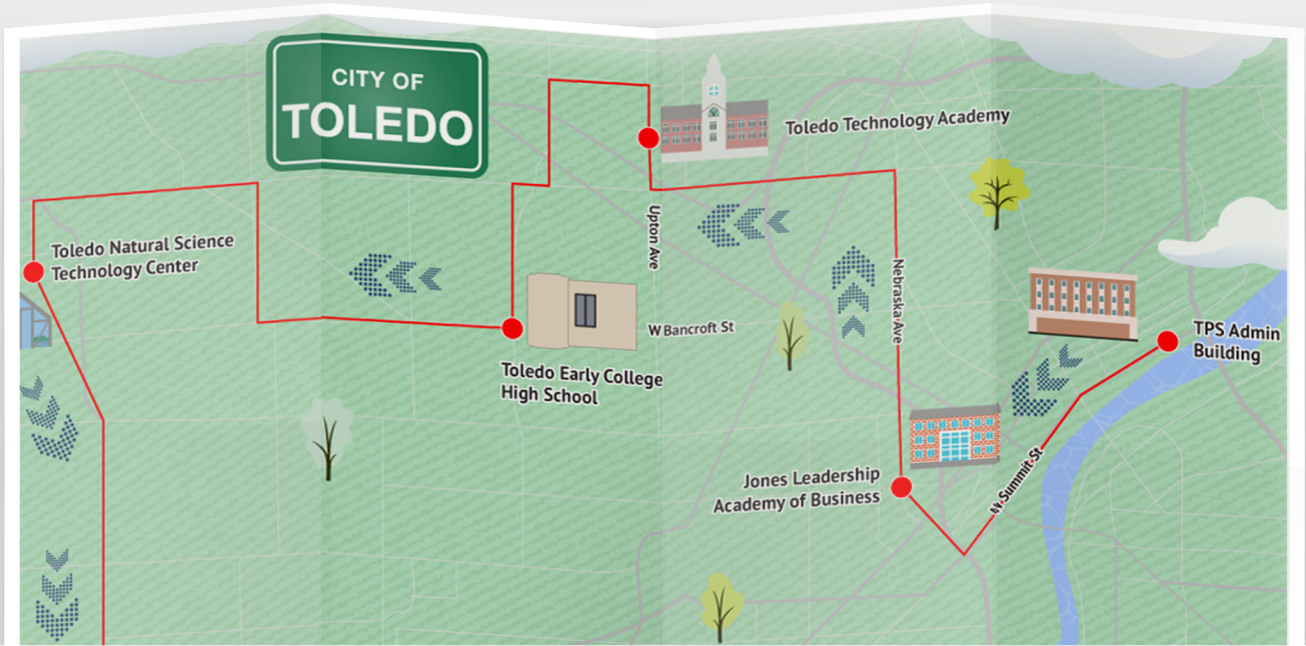 CITY OF
TOLEDO
Toledo Technology Academy
Toledo Natural Science
Technology Center
Upton Ave
Nebraska Ave
W Bancroft St
TPS Admin
Building
Toledo Early College
High School
Jones Leadership
Academy of Business
N Summit St